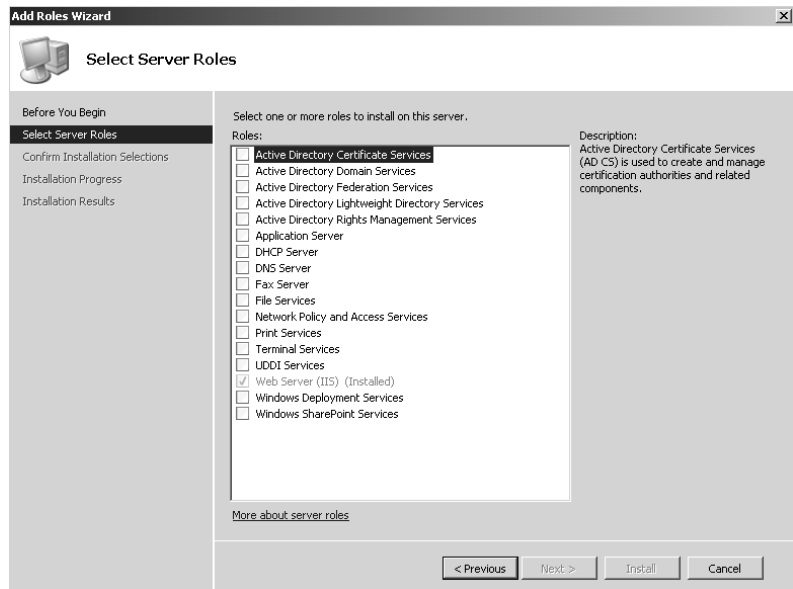 Add Roles Wizard
Select Server Roles
Before You Begin
Select Server Roles
Confirm Installation Selections
Installation Progress
Installation Results
Select one or more roles to install on this server.
Roles:
Active Directory Certificate Services
Active Directory Domain Services
Active Directory Federation Services
Active Directory Lightweight Directory Services
Active Directory Rights Management Services
Application Server
DHCP Server
DNS Server
Fax Server
File Services
Network Policy and Access Services
Print Services
Terminal Services
UDDI Services
Web Server (IIS) (Installed)
Windows Deployment Services
Windows SharePoint Services
More about server roles
Description:
Active Directory Certificate Services
(AD CS) is used to create and manage
certification authorities and related
components.
< Previous
Next >
Install
Cancel